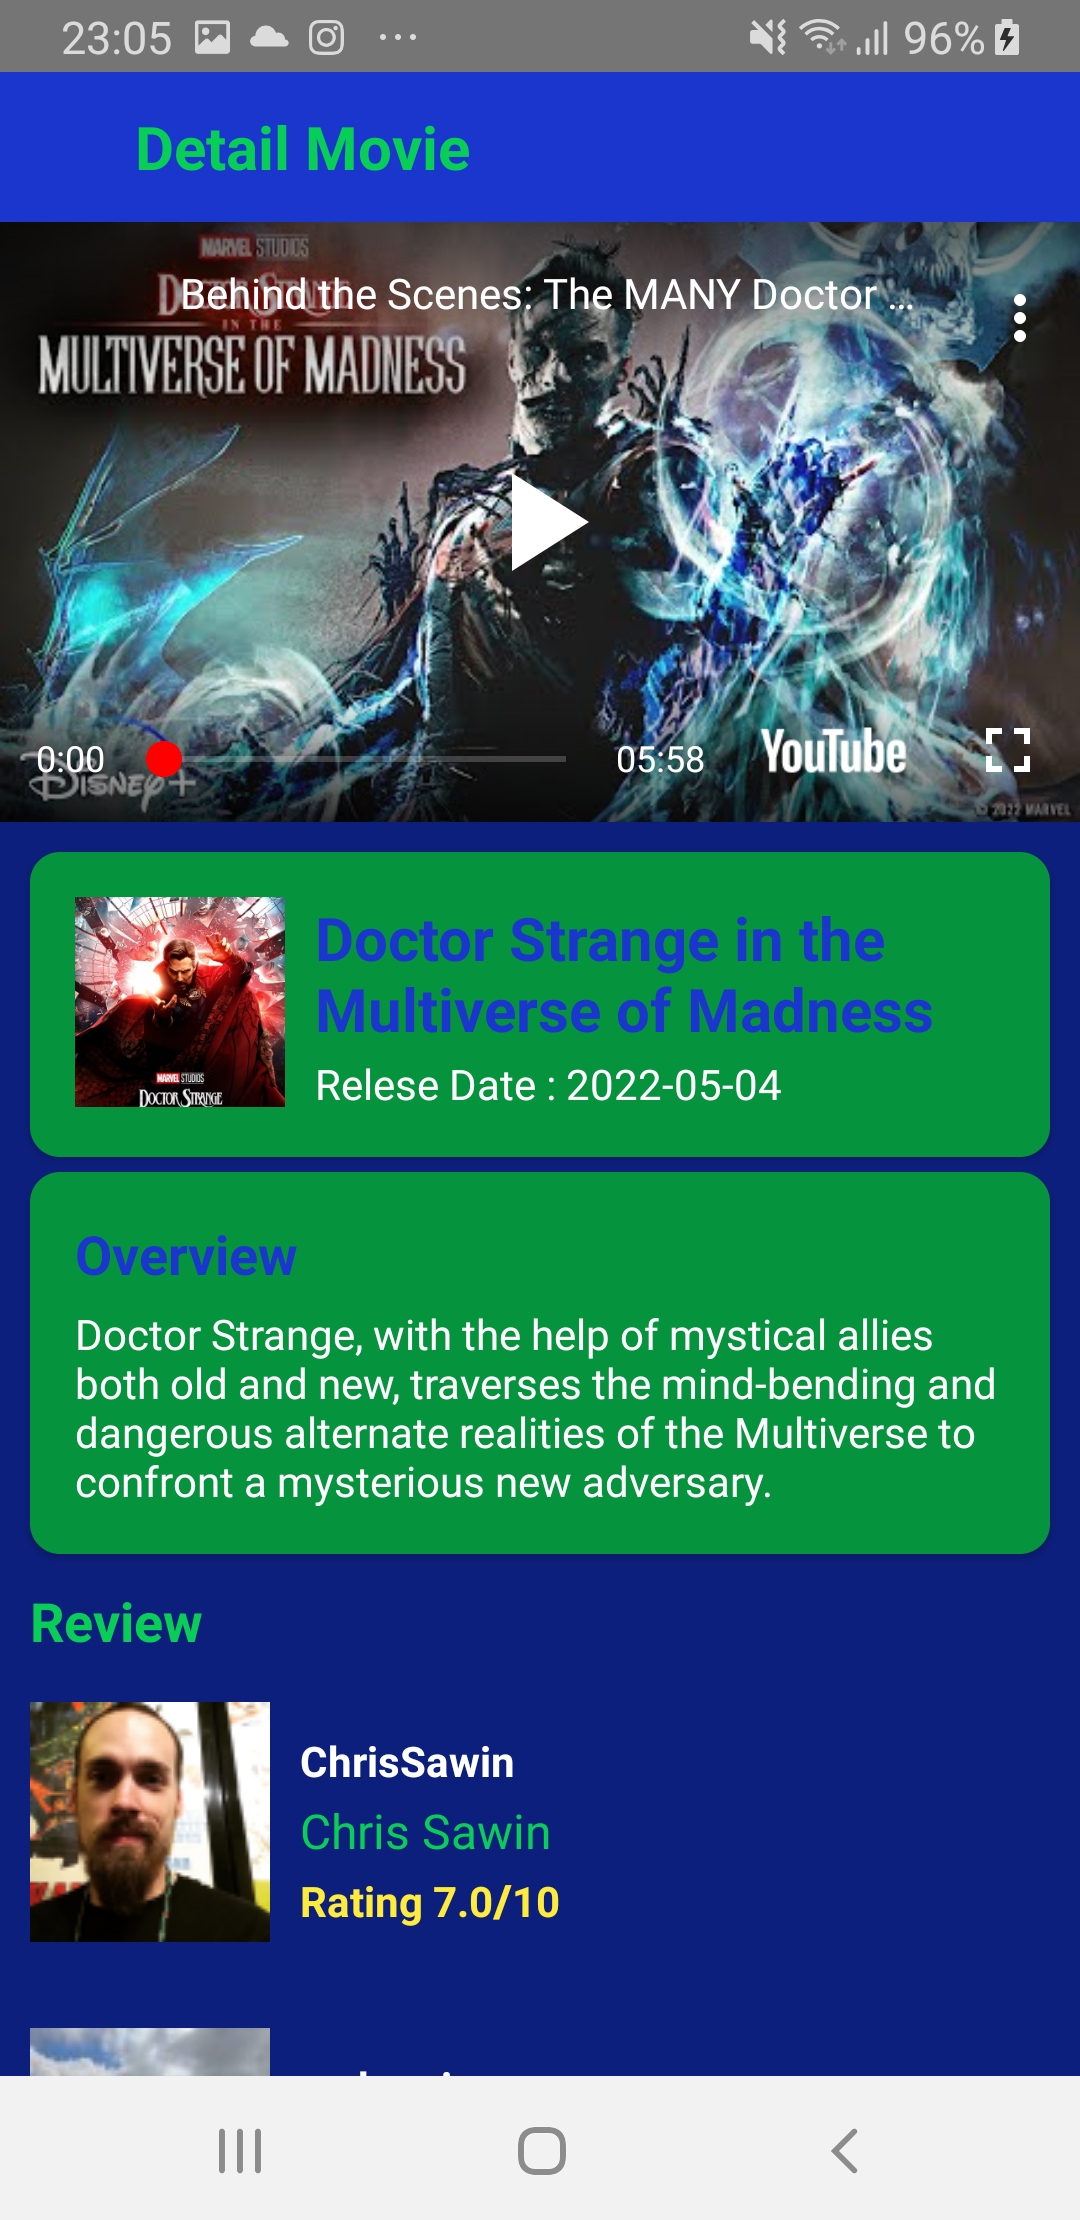 23:05
96%
Detail Movie
MARVEL STUDIOS
Behind the Scenes: The MANY Doctor ...
IN THE
MULTIVERSE OF MADNESS
0:00
05:58
YouTube
DISNEY+
© 2022 MARVEL
Doctor Strange in the
Multiverse of Madness
Relese Date : 2022-05-04
MARVEL STUDIOS
DOCTOR STRANGE
Overview
Doctor Strange, with the help of mystical allies
both old and new, traverses the mind-bending and
dangerous alternate realities of the Multiverse to
confront a mysterious new adversary.
Review
ChrisSawin
Chris Sawin
Rating 7.0/10